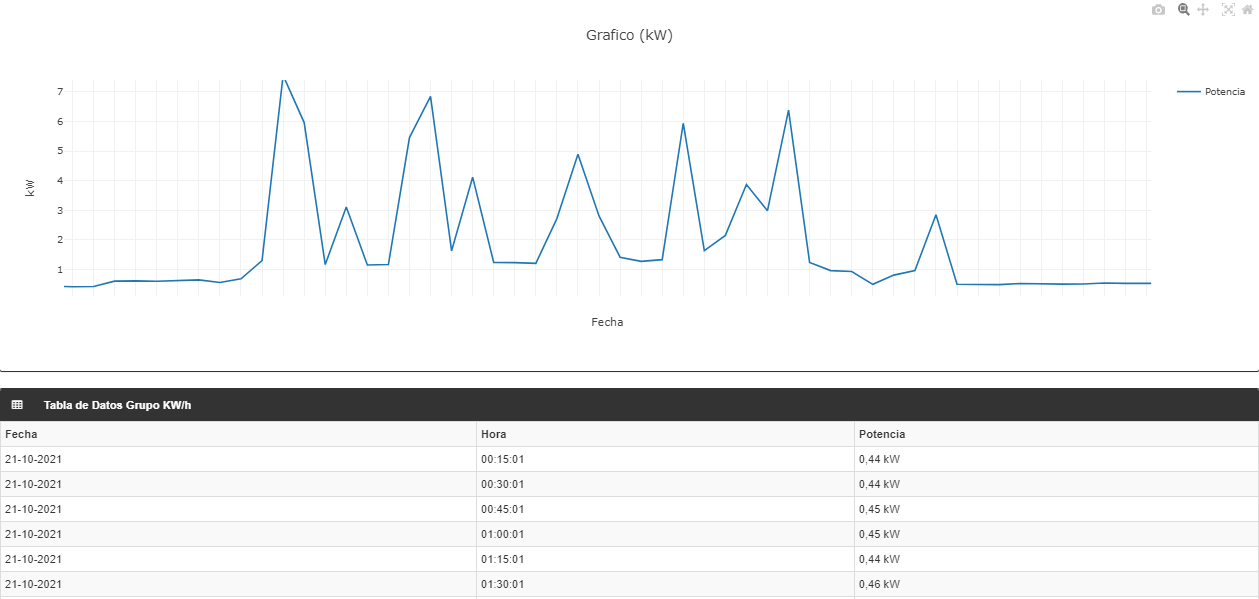 Grafico (kW)
7
6
5
4
3
2
1
kW
Potencia
Fecha
Tabla de Datos Grupo KW/h
Fecha Hora Potencia
21-10-2021 00:15:01 0,44 kW
21-10-2021 00:30:01 0,44 kW
21-10-2021 00:45:01 0,45 kW
21-10-2021 01:00:01 0,45 kW
21-10-2021 01:15:01 0,44 kW
21-10-2021 01:30:01 0,46 kW